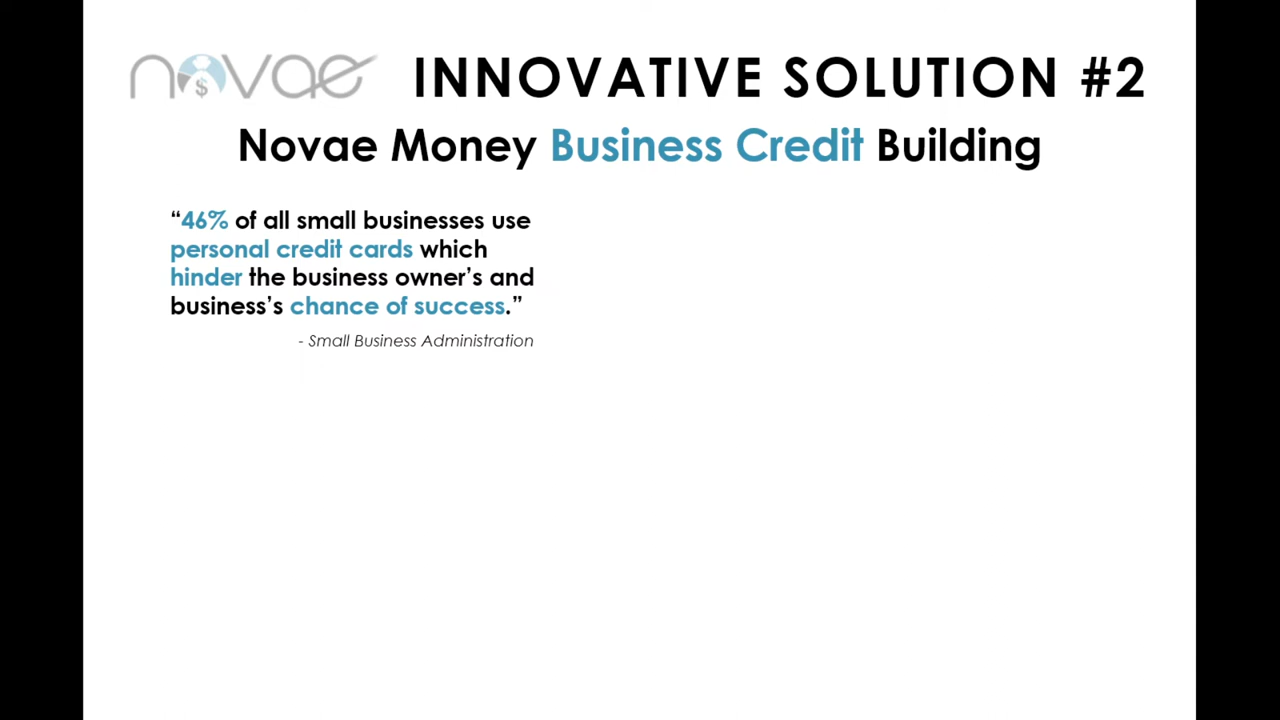 novae INNOVATIVE SOLUTION #2
Novae Money Business Credit Building
“46% of all small businesses use
personal credit cards which
hinder the business owner’s and
business’s chance of success.”
- Small Business Administration